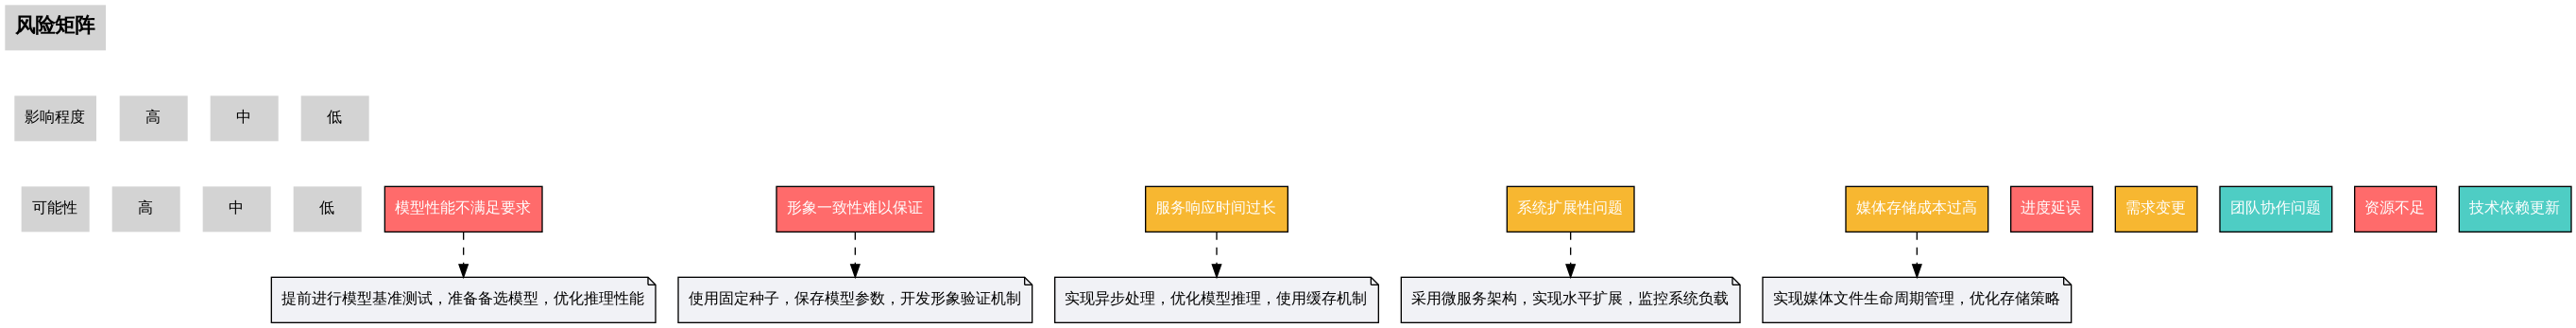 风险矩阵
影响程度
高
中
低
可能性
高
中
低
模型性能不满足要求
形象一致性难以保证
服务响应时间过长
系统扩展性问题
媒体存储成本过高
进度延误
需求变更
团队协作问题
资源不足
技术依赖更新
提前进行模型基准测试，准备备选模型，优化推理性能
使用固定种子，保存模型参数，开发形象验证机制
实现异步处理，优化模型推理，使用缓存机制
采用微服务架构，实现水平扩展，监控系统负载
实现媒体文件生命周期管理，优化存储策略